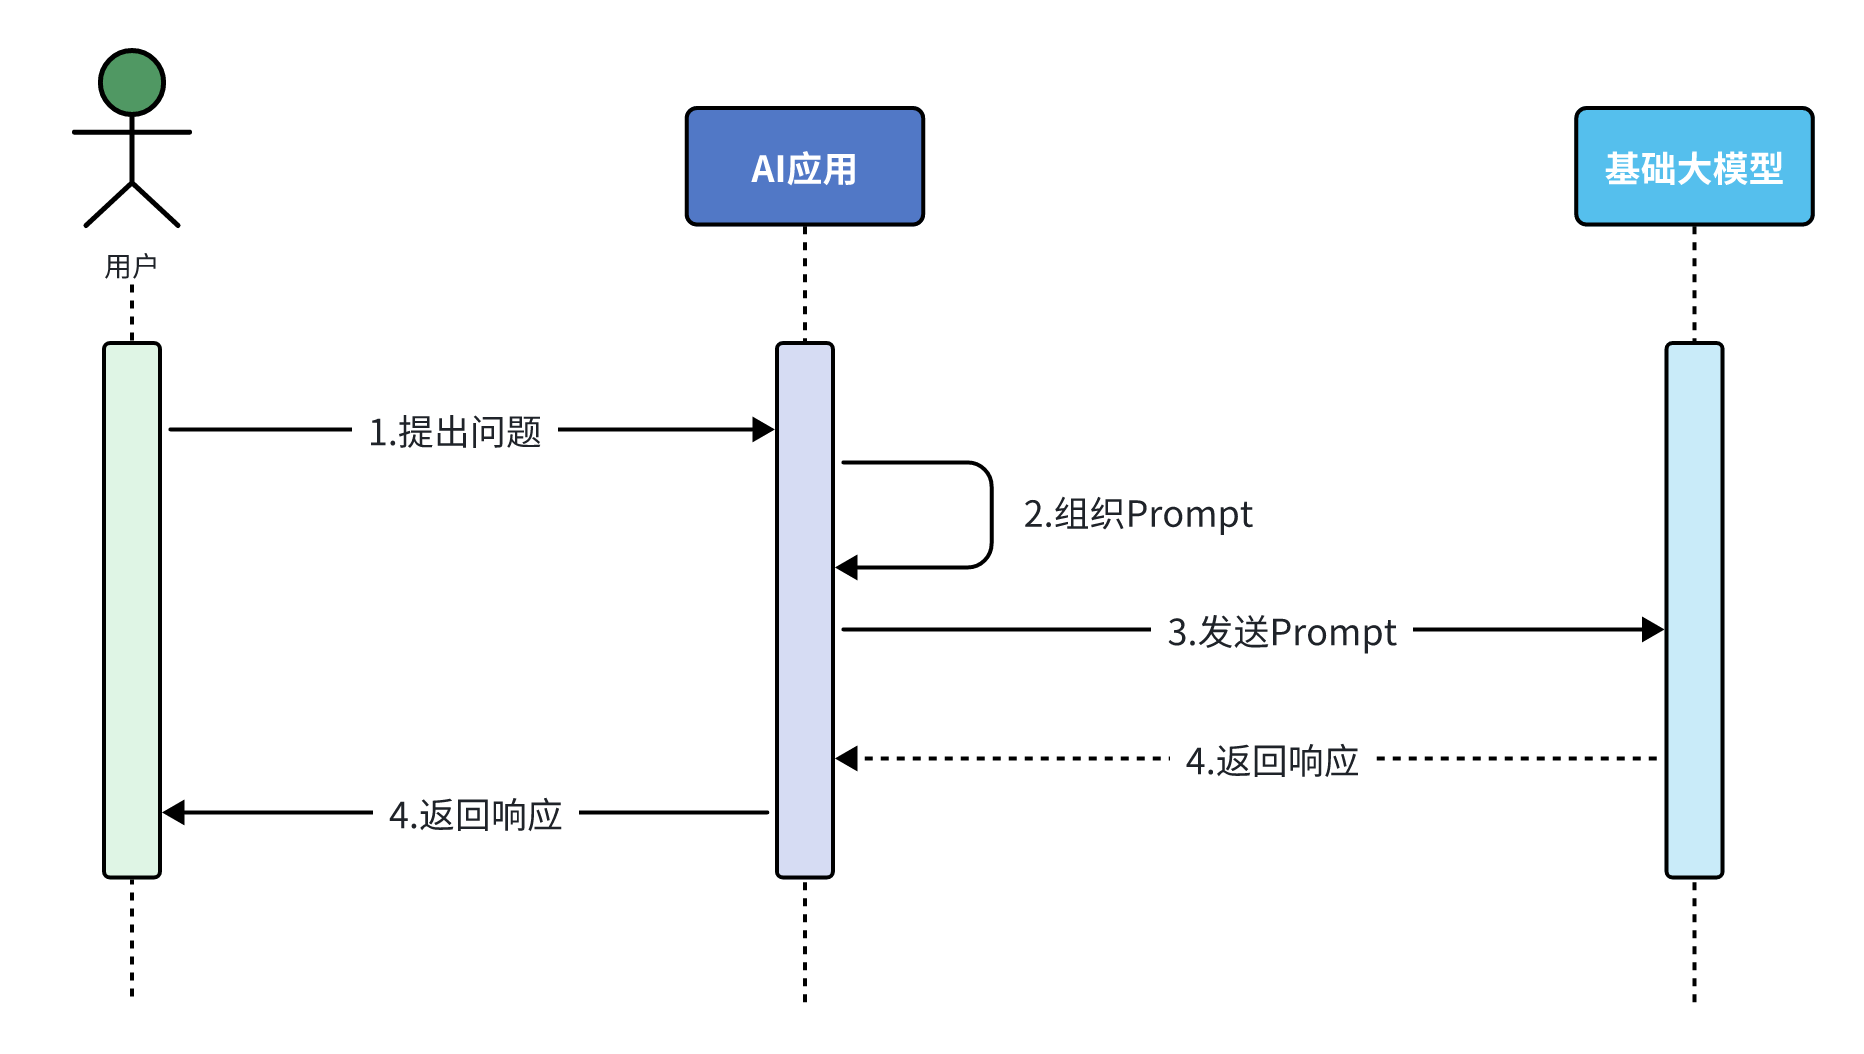 AI应用
基础大模型
用户
1.提出问题
2.组织Prompt
3.发送Prompt
4.返回响应
4.返回响应